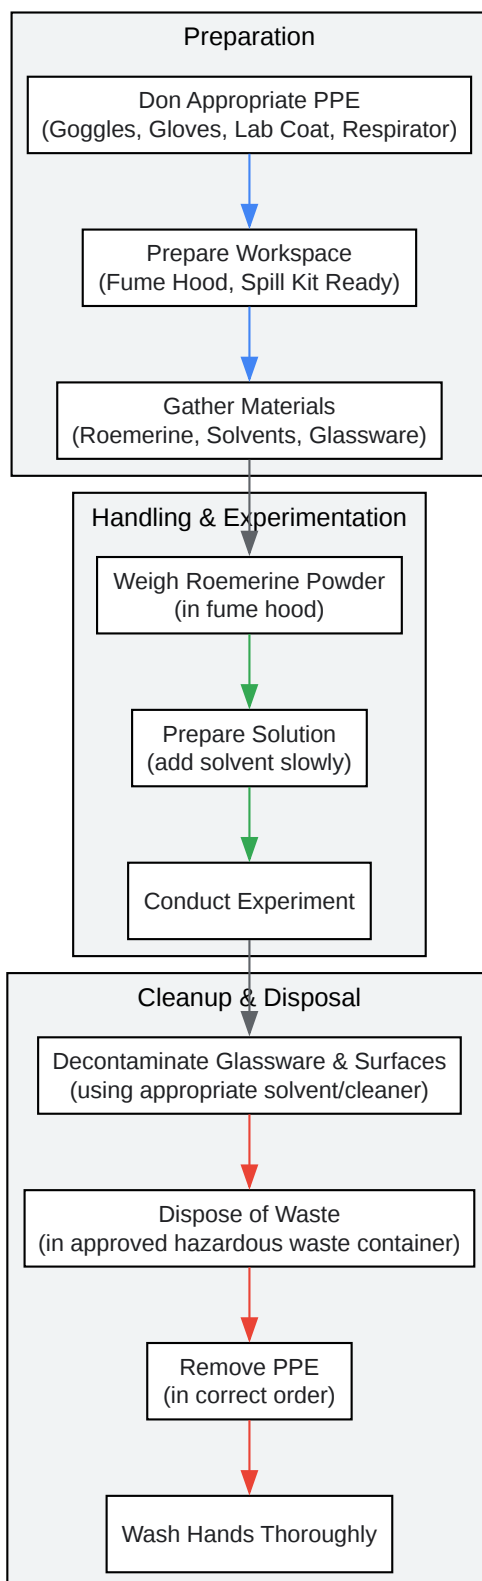 Preparation
Don Appropriate PPE
(Goggles, Gloves, Lab Coat, Respirator)
Prepare Workspace
(Fume Hood, Spill Kit Ready)
Gather Materials
(Roemerine, Solvents, Glassware)
Handling & Experimentation
Weigh Roemerine Powder
(in fume hood)
Prepare Solution
(add solvent slowly)
Conduct Experiment
Cleanup & Disposal
Decontaminate Glassware & Surfaces
(using appropriate solvent/cleaner)
Dispose of Waste
(in approved hazardous waste container)
Remove PPE
(in correct order)
Wash Hands Thoroughly